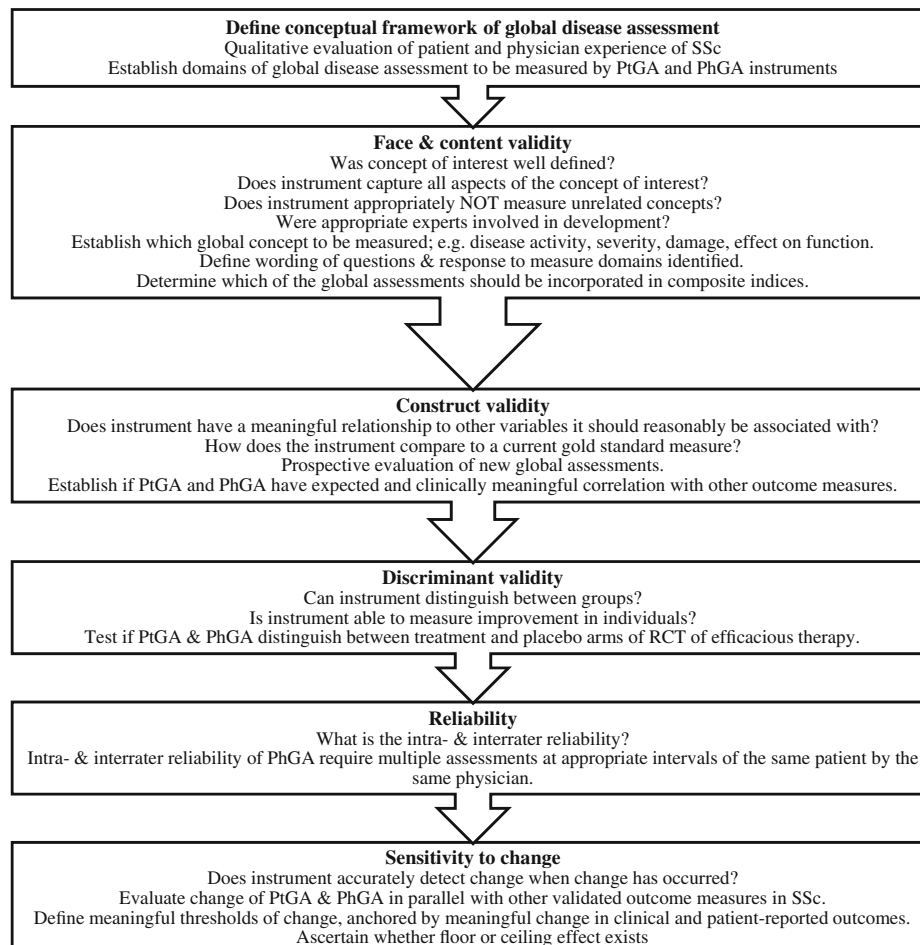 Define conceptual framework of global disease assessment
Qualitative evaluation of patient and physician experience of SSc
Establish domains of global disease assessment to be measured by PtGA and PhGA instruments
Face & content validity
Was concept of interest well defined?
Does instrument capture all aspects of the concept of interest?
Does instrument appropriately NOT measure unrelated concepts?
Were appropriate experts involved in development?
Establish which global concept to be measured; e.g. disease activity, severity, damage, effect on function.
Define wording of questions & response to measure domains identified.
Determine which of the global assessments should be incorporated in composite indices.
Construct validity
Does instrument have a meaningful relationship to other variables it should reasonably be associated with?
How does the instrument compare to a current gold standard measure?
Prospective evaluation of new global assessments.
Establish if PtGA and PhGA have expected and clinically meaningful correlation with other outcome measures.
Discriminant validity
Can instrument distinguish between groups?
Is instrument able to measure improvement in individuals?
Test if PtGA & PhGA distinguish between treatment and placebo arms of RCT of efficacious therapy.
Reliability
What is the intra- & interrater reliability?
Intra- & interrater reliability of PhGA require multiple assessments at appropriate intervals of the same patient by the
same physician.
Sensitivity to change
Does instrument accurately detect change when change has occurred?
Evaluate change of PtGA & PhGA in parallel with other validated outcome measures in SSc.
Define meaningful thresholds of change, anchored by meaningful change in clinical and patient-reported outcomes.
Ascertain whether floor or ceiling effect exists